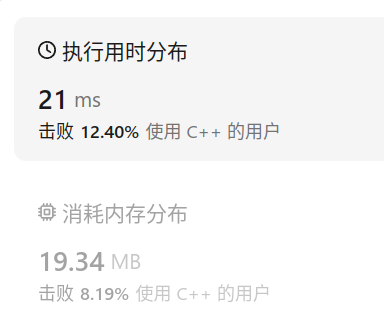 执行用时分布
21 ms
击败 12.40% 使用 C++ 的用户
消耗内存分布
19.34 MB
击败 8.19% 使用 C++ 的用户